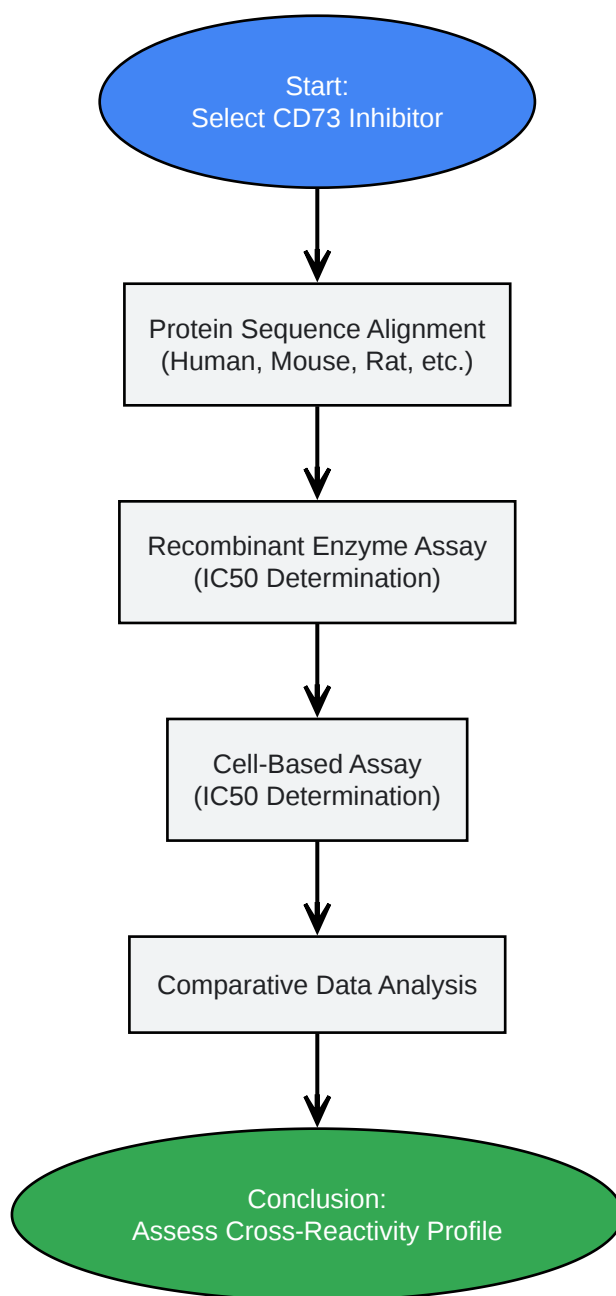 Start:
Select CD73 Inhibitor
Protein Sequence Alignment
(Human, Mouse, Rat, etc.)
Recombinant Enzyme Assay
(IC50 Determination)
Cell-Based Assay
(IC50 Determination)
Comparative Data Analysis
Conclusion:
Assess Cross-Reactivity Profile